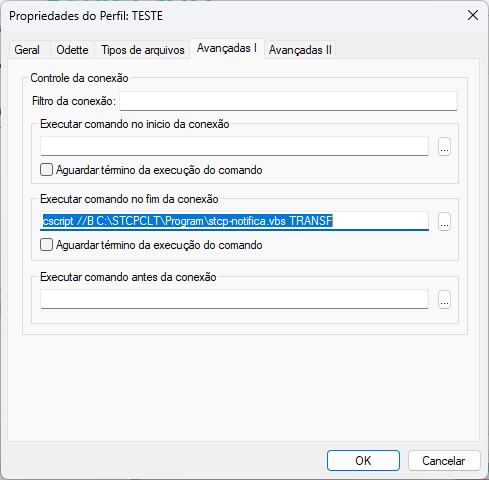 Propriedades do Perfil: TESTE
Geral Odette Tipos de arquivos Avançadas I Avançadas II
Controle da conexão
Filtro da conexão:
Executar comando no inicio da conexão
...
Aguardar término da execução do comando
Executar comando no fim da conexão
cscript //B C:\STCPCLT\Program\stcp-notifica.vbs TRANSF
...
Aguardar término da execução do comando
Executar comando antes da conexão
...
OK Cancelar